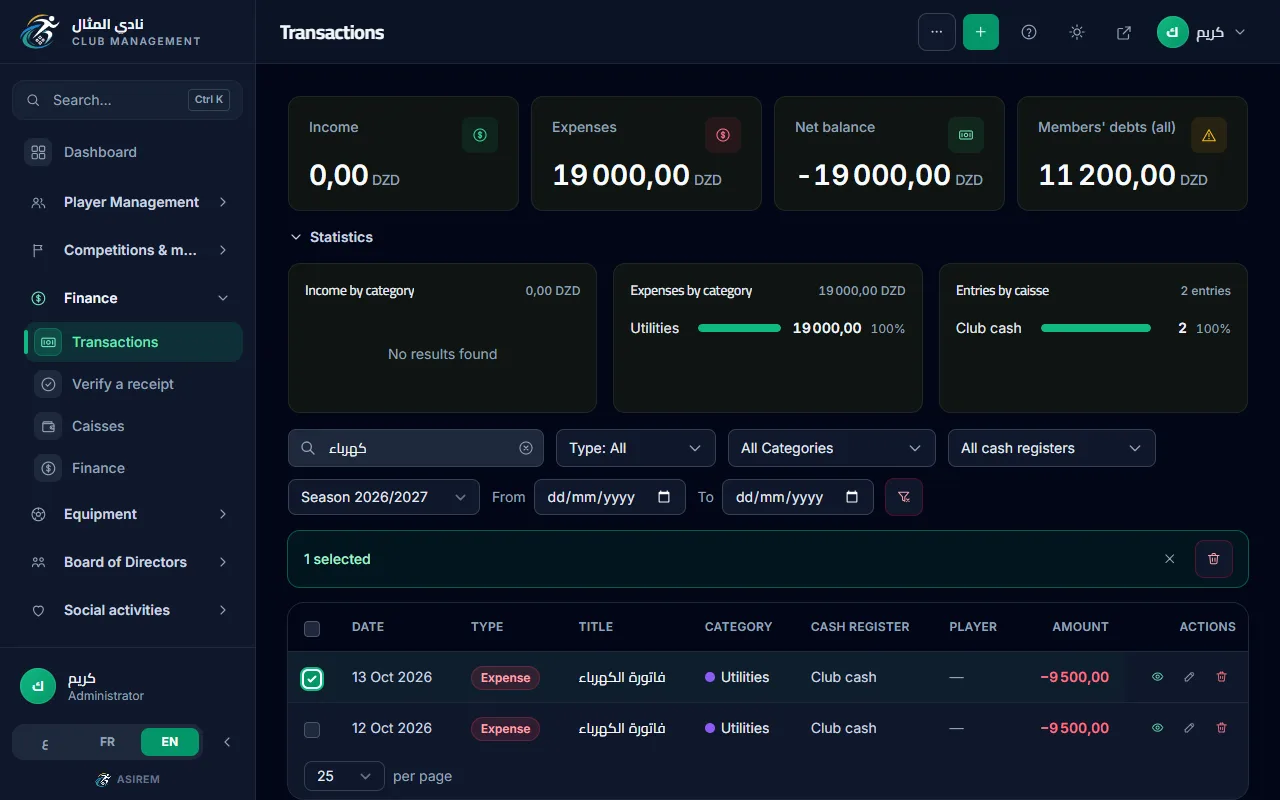 نادي المثال
CLUB MANAGEMENT
Search...
Ctrl K
Dashboard
Player Management
Competitions & m...
Finance
Transactions
Verify a receipt
Caisses
Finance
Equipment
Board of Directors
Social activities
ك
كريم
Administrator
ع
FR
EN
ASIREM
Transactions
...
+
ك
كريم
Income
0,00 DZD
Expenses
19 000,00 DZD
Net balance
-19 000,00 DZD
Members' debts (all)
11 200,00 DZD
Statistics
Income by category
0,00 DZD
No results found
Expenses by category
19 000,00 DZD
Utilities
19 000,00
100%
Entries by caisse
2 entries
Club cash
2
100%
كهرباء
Type: All
All Categories
All cash registers
Season 2026/2027
From
dd/mm/yyyy
To
dd/mm/yyyy
1 selected
DATE TYPE TITLE CATEGORY CASH REGISTER PLAYER AMOUNT ACTIONS
13 Oct 2026 Expense فاتورة الكهرباء Utilities Club cash — −9 500,00
12 Oct 2026 Expense فاتورة الكهرباء Utilities Club cash — −9 500,00
25 per page